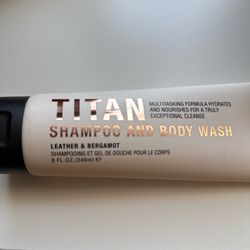 TITAN
MULTITASKING FORMULA HYDRATES
AND NOURISHES FOR A TRULY
EXCEPTIONAL CLEANSE
SHAMPOO AND BODY WASH
LEATHER & BERGAMOT
SHAMPOOING ET GEL DE DOUCHE POUR LE CORPS
8 FL.OZ./240ml℮